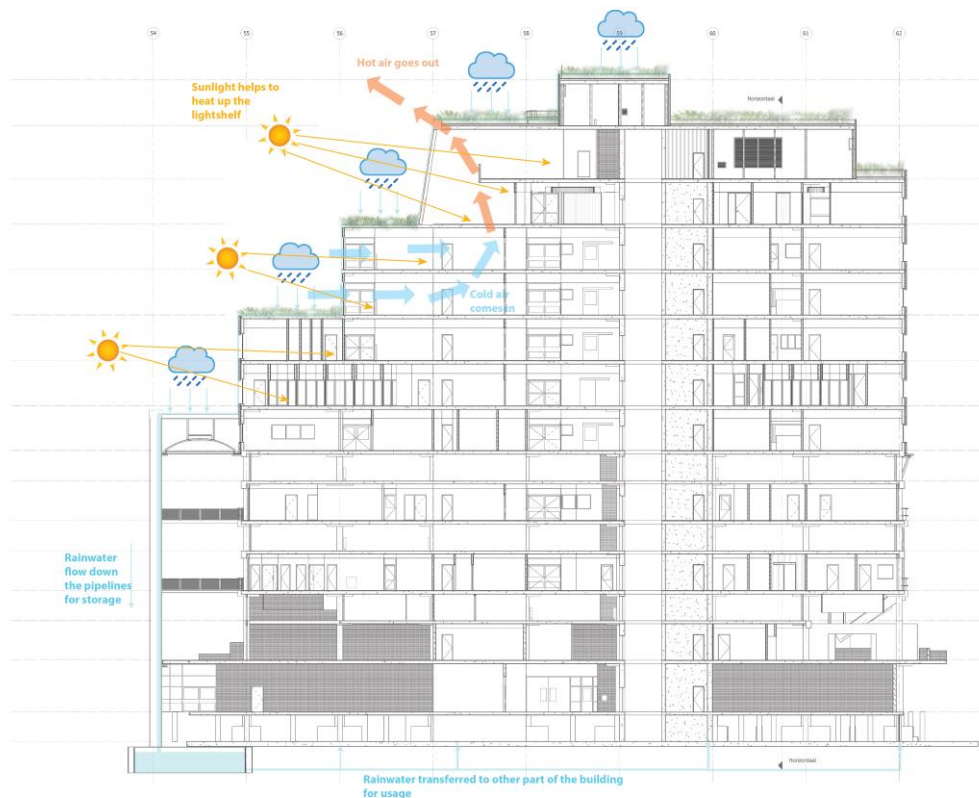 54
55
56
57
58
59
60
61
62
Hot air goes out
Sunlight helps to
heat up the
lightshelf
Horizontaal
Cold air
comes in
Rainwater
flow down
the pipelines
for storage
Horizontaal
Rainwater transferred to other part of the building
for usage